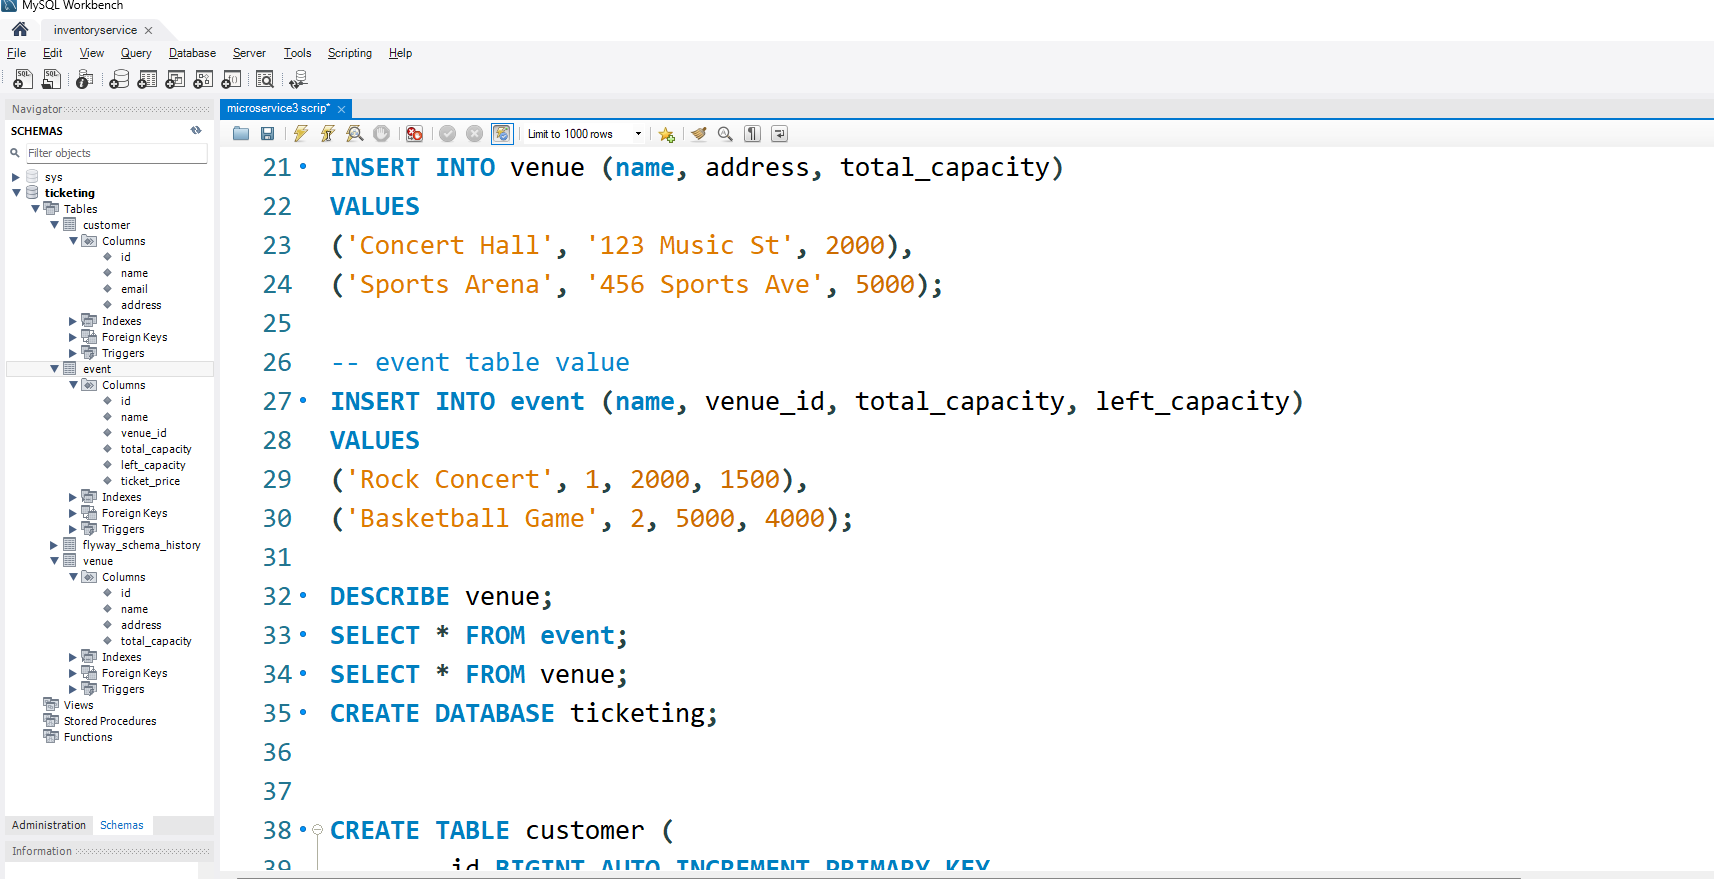 MySQL Workbench
inventoryservice
File Edit View Query Database Server Tools Scripting Help
Navigator
SCHEMAS
Filter objects
sys
ticketing
Tables
customer
Columns
id
name
email
address
Indexes
Foreign Keys
Triggers
event
Columns
id
name
venue_id
total_capacity
left_capacity
ticket_price
Indexes
Foreign Keys
Triggers
flyway_schema_history
venue
Columns
id
name
address
total_capacity
Indexes
Foreign Keys
Triggers
Views
Stored Procedures
Functions
Administration Schemas
Information
microservice3 scrip*
Limit to 1000 rows
21 INSERT INTO venue (name, address, total_capacity)
22 VALUES
23 ('Concert Hall', '123 Music St', 2000),
24 ('Sports Arena', '456 Sports Ave', 5000);
25
26 -- event table value
27 INSERT INTO event (name, venue_id, total_capacity, left_capacity)
28 VALUES
29 ('Rock Concert', 1, 2000, 1500),
30 ('Basketball Game', 2, 5000, 4000);
31
32 DESCRIBE venue;
33 SELECT * FROM event;
34 SELECT * FROM venue;
35 CREATE DATABASE ticketing;
36
37
38 CREATE TABLE customer (
39 id BIGINT AUTO_INCREMENT PRIMARY KEY